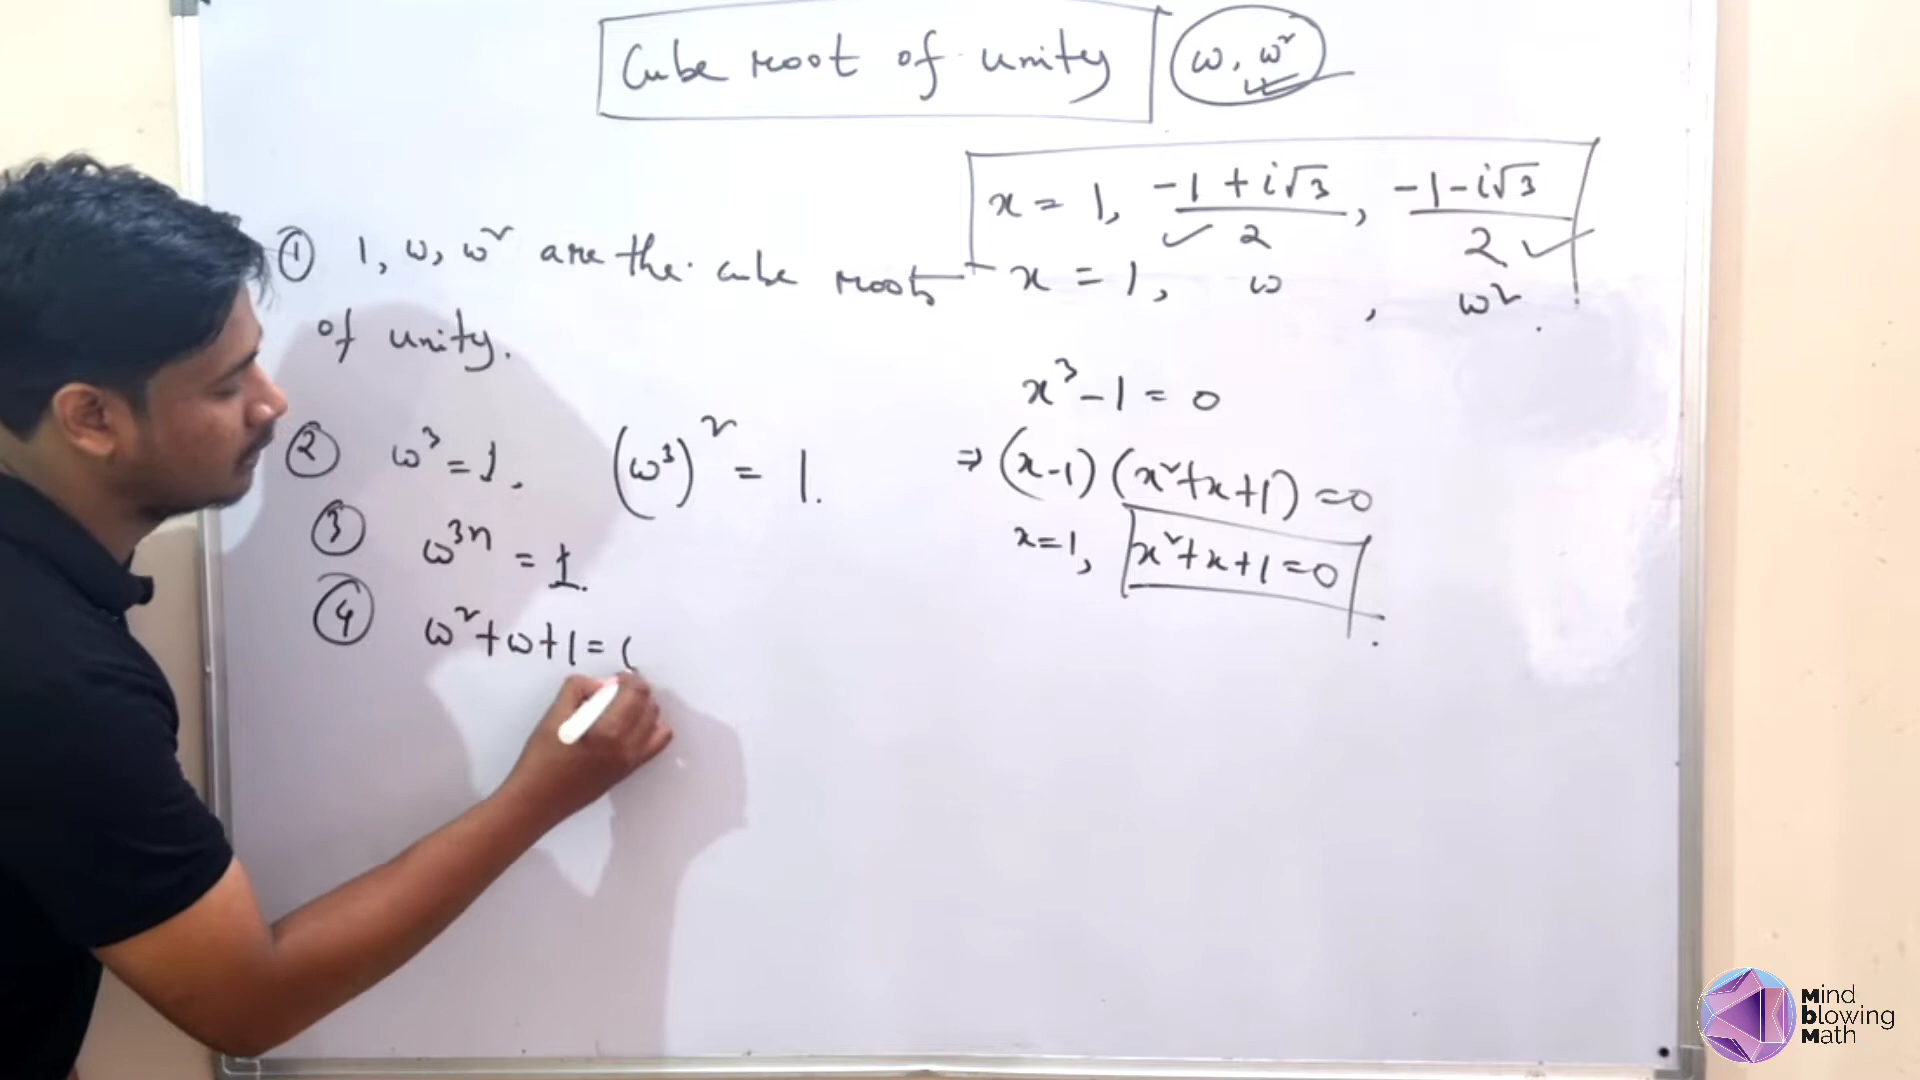 Cube root of unity
ω, ω²
x = 1, (-1 + i√3)/2, (-1 - i√3)/2
x = 1, ω, ω².
① 1, ω, ω² are the cube roots
of unity.
② ω³ = 1. (ω³)² = 1.
③ ω³ⁿ = 1.
④ ω² + ω + 1 = (
x³ - 1 = 0
⇒ (x-1) (x² + x + 1) = 0
x = 1, x² + x + 1 = 0
Mind
blowing
Math